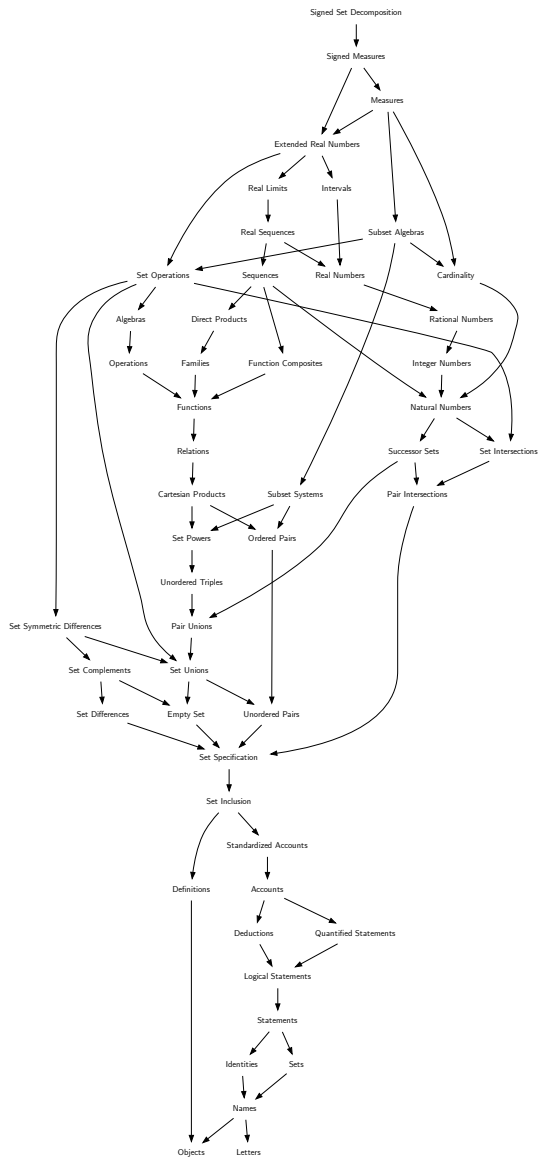 Signed Set Decomposition
Signed Measures
Measures
Extended Real Numbers
Real Limits
Intervals
Real Sequences
Subset Algebras
Set Operations
Sequences
Real Numbers
Cardinality
Algebras
Direct Products
Rational Numbers
Operations
Families
Function Composites
Integer Numbers
Functions
Natural Numbers
Relations
Successor Sets
Set Intersections
Cartesian Products
Subset Systems
Pair Intersections
Set Powers
Ordered Pairs
Unordered Triples
Set Symmetric Differences
Pair Unions
Set Complements
Set Unions
Set Differences
Empty Set
Unordered Pairs
Set Specification
Set Inclusion
Standardized Accounts
Definitions
Accounts
Deductions
Quantified Statements
Logical Statements
Statements
Identities
Sets
Names
Objects
Letters